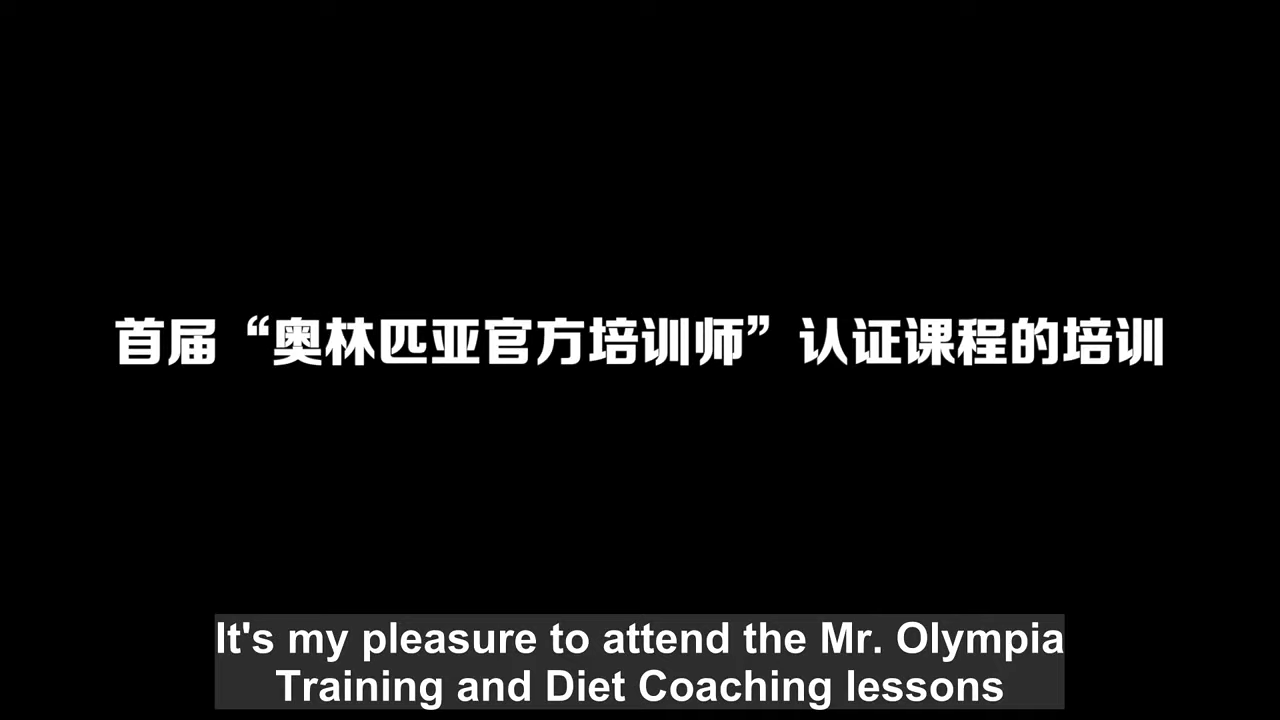 首届“奥林匹亚官方培训师”认证课程的培训
It's my pleasure to attend the Mr. Olympia
Training and Diet Coaching lessons